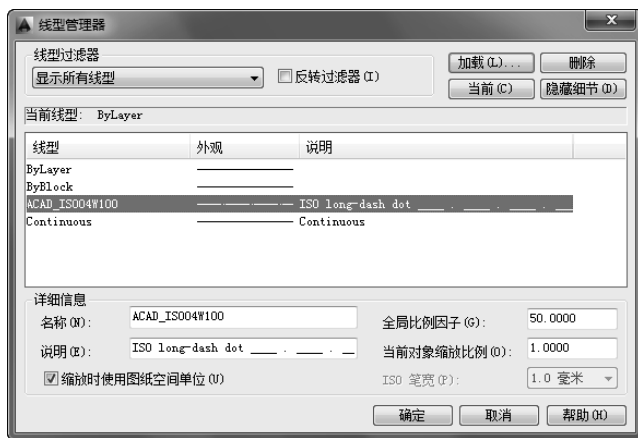 线型管理器
线型过滤器
显示所有线型
反转过滤器(I)
加载(L)...
删除
当前(C)
隐藏细节(D)
当前线型: ByLayer
线型 外观 说明
ByLayer
ByBlock
ACAD_ISO04W100 ISO long-dash dot ____ . ____ . ____ . __
Continuous Continuous
详细信息
名称(N): ACAD_ISO04W100 全局比例因子(G): 50.0000
说明(E): ISO long-dash dot ____ . ____ . __ 当前对象缩放比例(O): 1.0000
缩放时使用图纸空间单位(U) ISO 笔宽(P): 1.0 毫米
确定 取消 帮助(H)